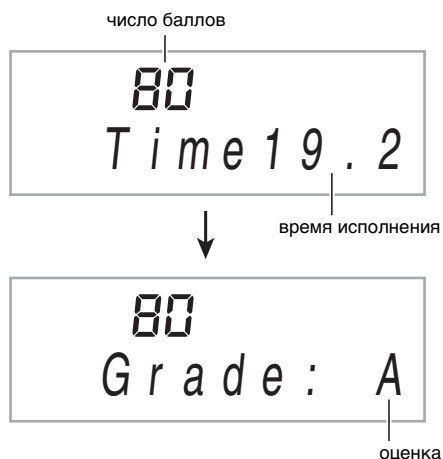 число баллов
80
Time19.2
время исполнения
80
Grade: A
оценка